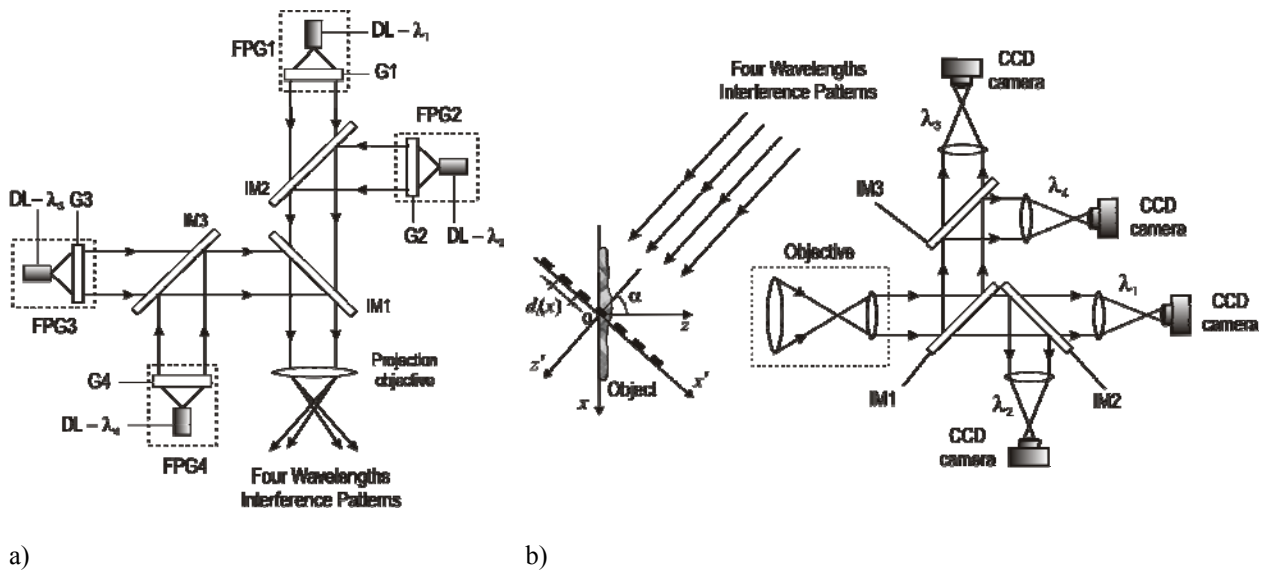 FPG1
DL – λ1
G1
FPG2
IM2
G2
DL – λ2
DL – λ3
G3
IM3
FPG3
IM1
G4
DL – λ4
FPG4
Projection
objective
Four Wavelengths
Interference Patterns
a)
Four Wavelengths
Interference Patterns
α
z
0
z'
x'
x
Object
CCD
camera
λ3
IM3
λ4
CCD
camera
Objective
λ1
CCD
camera
IM1
λ2
IM2
CCD
camera
b)